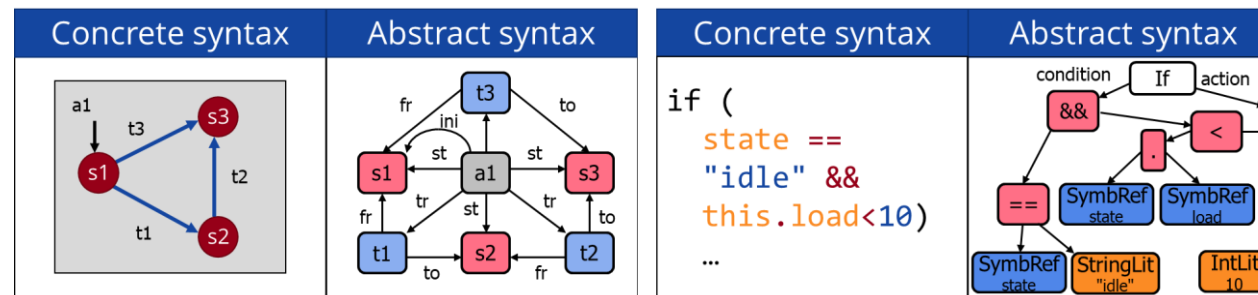 Concrete syntax
Abstract syntax
a1
t3
s3
s1
t2
t1
s2
t3
fr
to
ini
st
st
s1
a1
s3
fr
tr
st
tr
to
t1
s2
t2
to
fr
Concrete syntax
Abstract syntax
if (
state ==
"idle" &&
this.load<10)
…
condition
If
action
&&
<
.
==
SymbRef
state
SymbRef
load
SymbRef
state
StringLit
"idle"
IntLit
10